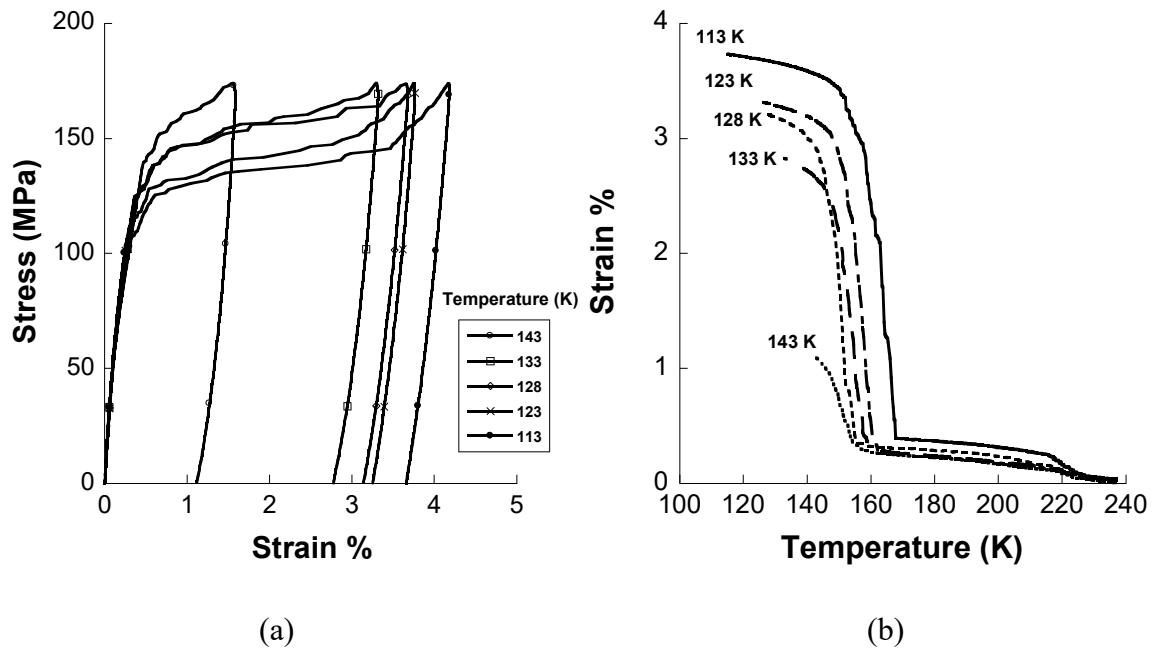 200
150
100
50
0
Stress (MPa)
0 1 2 3 4 5
Strain %
Temperature (K)
143
133
128
123
113
(a)
4
3
2
1
0
Strain %
113 K
123 K
128 K
133 K
143 K
100 120 140 160 180 200 220 240
Temperature (K)
(b)